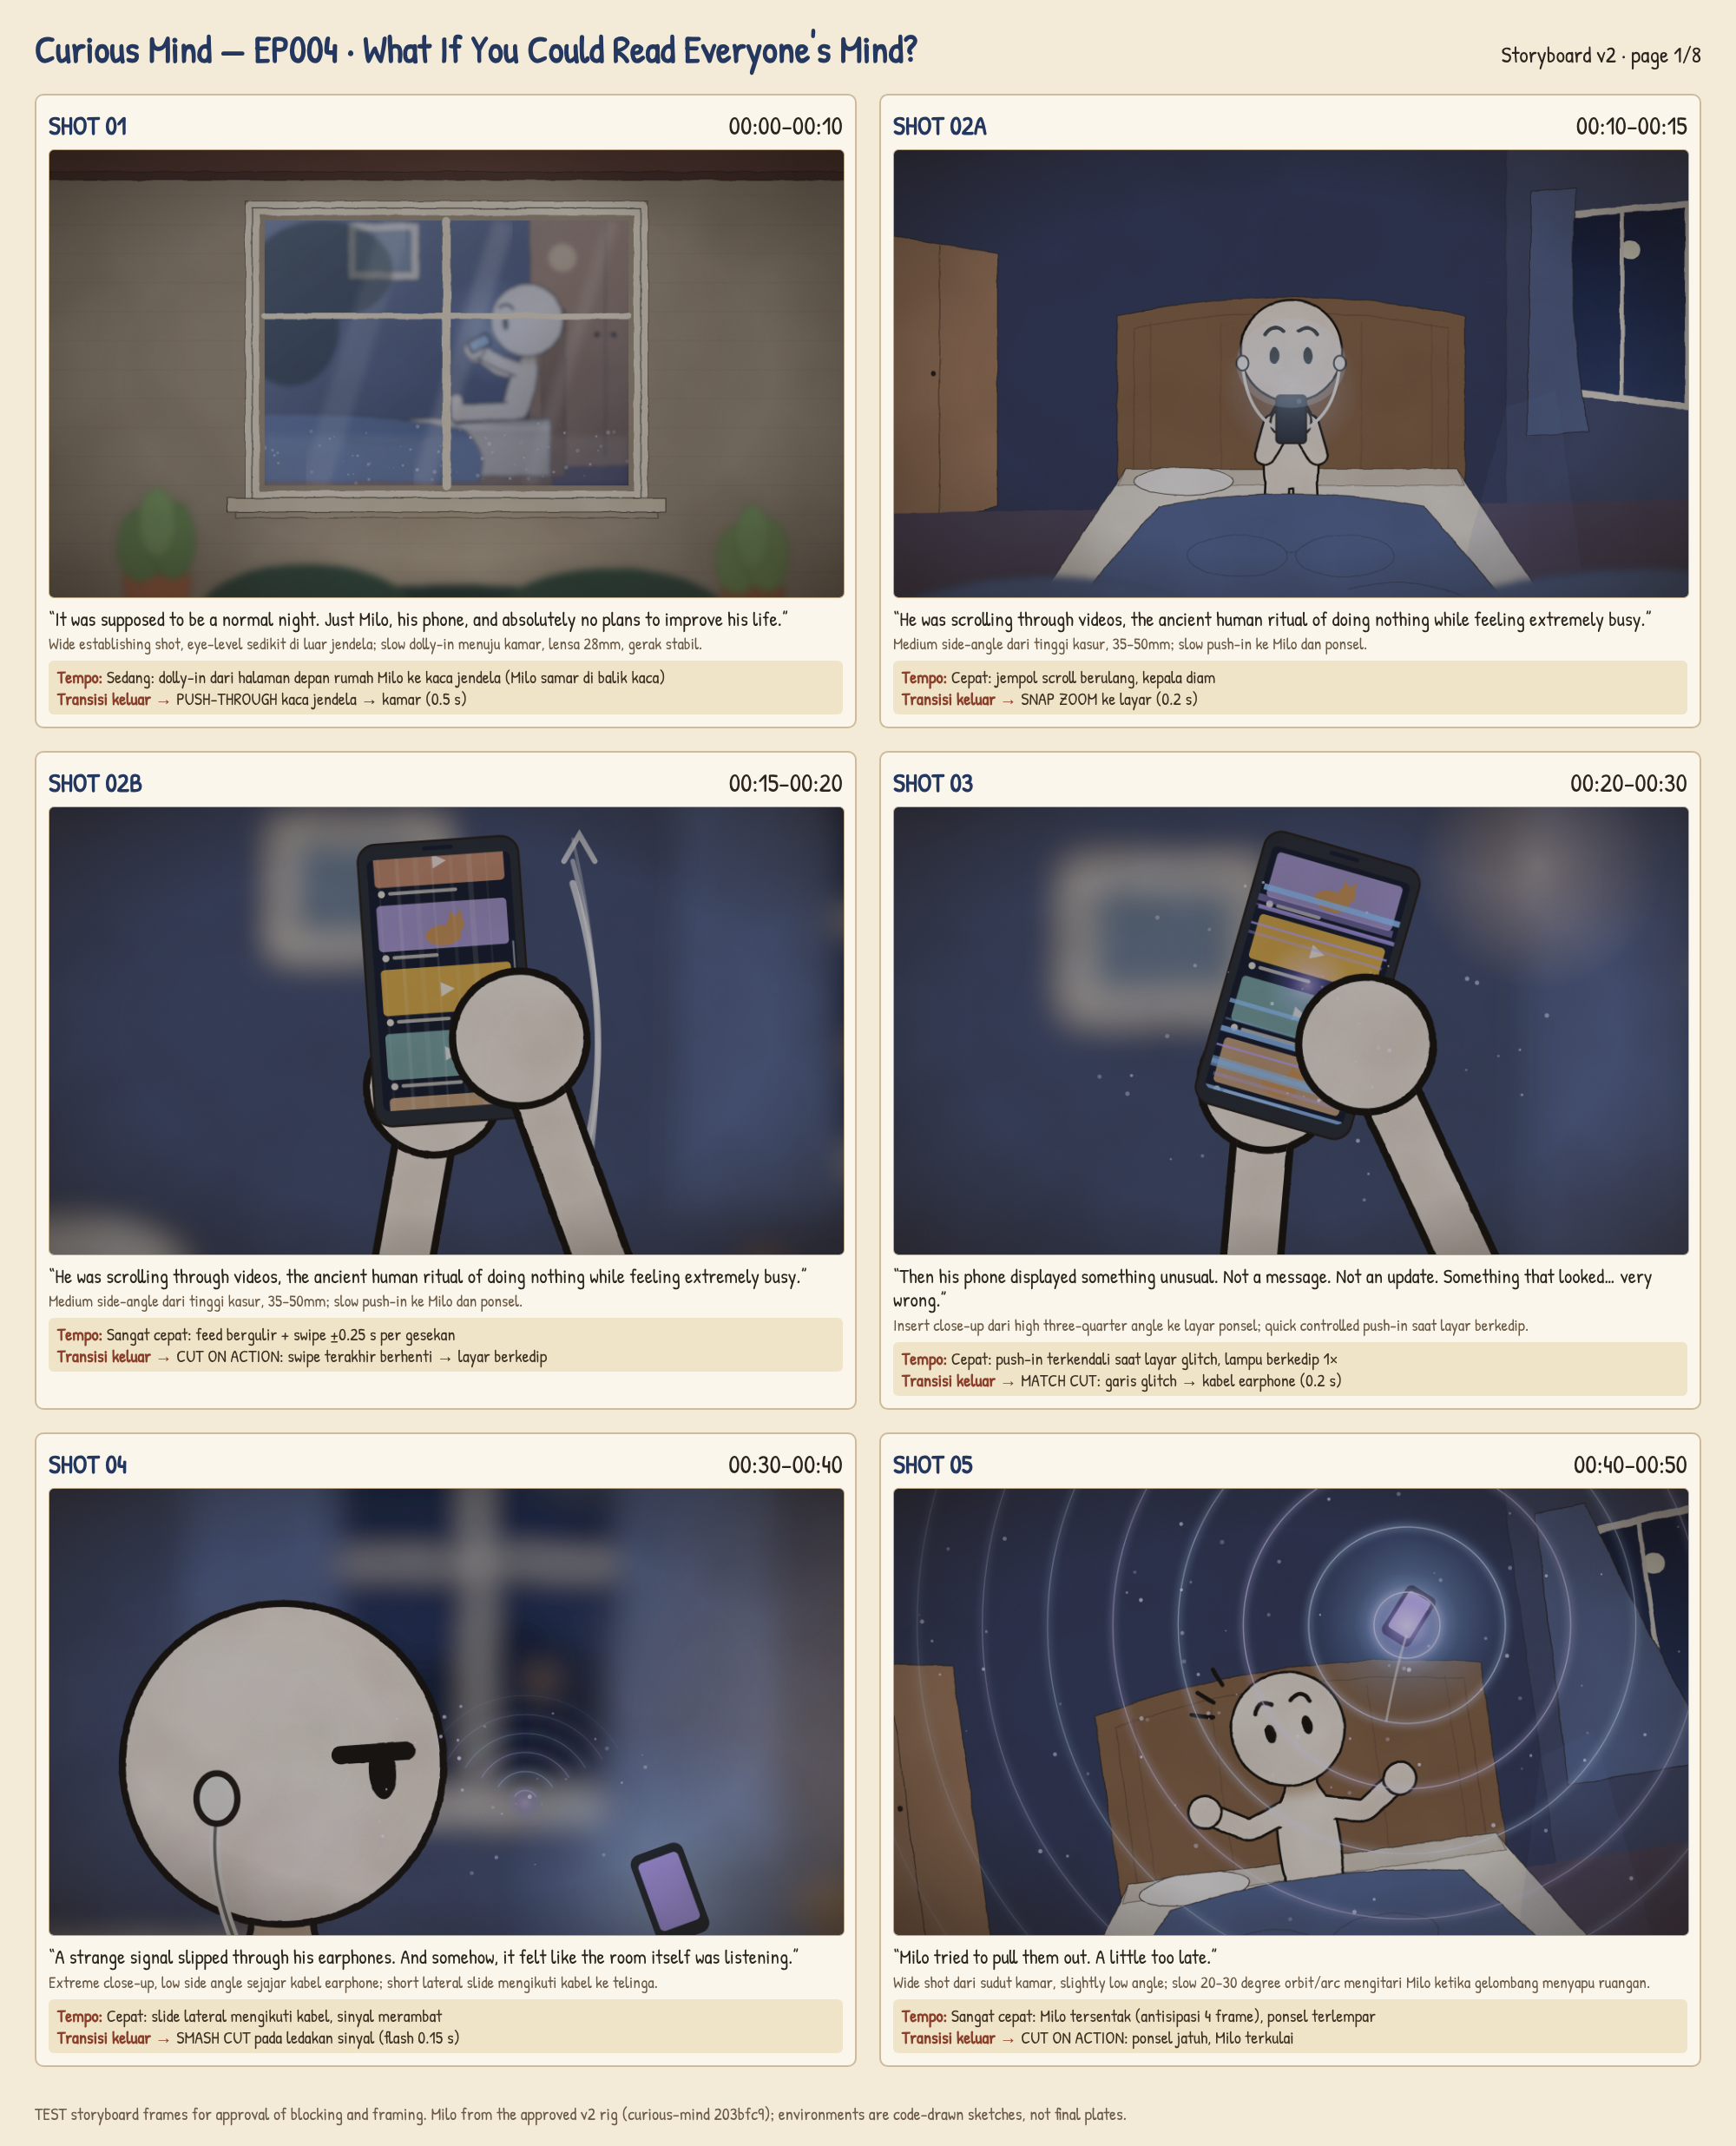 Curious Mind — EP004 · What If You Could Read Everyone's Mind?
Storyboard v2 · page 1/8
SHOT 01
00:00–00:10
“It was supposed to be a normal night. Just Milo, his phone, and absolutely no plans to improve his life.”
Wide establishing shot, eye-level sedikit di luar jendela; slow dolly-in menuju kamar, lensa 28mm, gerak stabil.
Tempo: Sedang: dolly-in dari halaman depan rumah Milo ke kaca jendela (Milo samar di balik kaca)
Transisi keluar → PUSH-THROUGH kaca jendela → kamar (0.5 s)
SHOT 02A
00:10–00:15
“He was scrolling through videos, the ancient human ritual of doing nothing while feeling extremely busy.”
Medium side-angle dari tinggi kasur, 35–50mm; slow push-in ke Milo dan ponsel.
Tempo: Cepat: jempol scroll berulang, kepala diam
Transisi keluar → SNAP ZOOM ke layar (0.2 s)
SHOT 02B
00:15–00:20
“He was scrolling through videos, the ancient human ritual of doing nothing while feeling extremely busy.”
Medium side-angle dari tinggi kasur, 35–50mm; slow push-in ke Milo dan ponsel.
Tempo: Sangat cepat: feed bergulir + swipe ±0.25 s per gesekan
Transisi keluar → CUT ON ACTION: swipe terakhir berhenti → layar berkedip
SHOT 03
00:20–00:30
“Then his phone displayed something unusual. Not a message. Not an update. Something that looked... very
wrong.”
Insert close-up dari high three-quarter angle ke layar ponsel; quick controlled push-in saat layar berkedip.
Tempo: Cepat: push-in terkendali saat layar glitch, lampu berkedip 1×
Transisi keluar → MATCH CUT: garis glitch → kabel earphone (0.2 s)
SHOT 04
00:30–00:40
“A strange signal slipped through his earphones. And somehow, it felt like the room itself was listening.”
Extreme close-up, low side angle sejajar kabel earphone; short lateral slide mengikuti kabel ke telinga.
Tempo: Cepat: slide lateral mengikuti kabel, sinyal merambat
Transisi keluar → SMASH CUT pada ledakan sinyal (flash 0.15 s)
SHOT 05
00:40–00:50
“Milo tried to pull them out. A little too late.”
Wide shot dari sudut kamar, slightly low angle; slow 20–30 degree orbit/arc mengitari Milo ketika gelombang menyapu ruangan.
Tempo: Sangat cepat: Milo tersentak (antisipasi 4 frame), ponsel terlempar
Transisi keluar → CUT ON ACTION: ponsel jatuh, Milo terkulai
TEST storyboard frames for approval of blocking and framing. Milo from the approved v2 rig (curious-mind 203bfc9); environments are code-drawn sketches, not final plates.